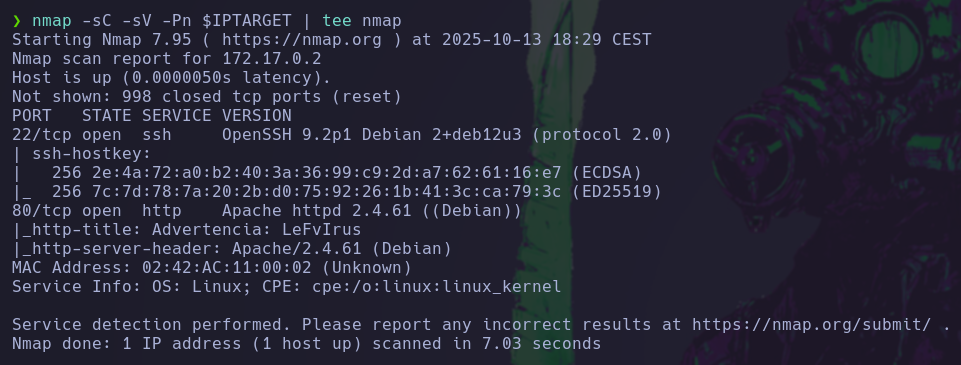 ❯ nmap -sC -sV -Pn $IPTARGET | tee nmap
Starting Nmap 7.95 ( https://nmap.org ) at 2025-10-13 18:29 CEST
Nmap scan report for 172.17.0.2
Host is up (0.0000050s latency).
Not shown: 998 closed tcp ports (reset)
PORT   STATE SERVICE VERSION
22/tcp open  ssh     OpenSSH 9.2p1 Debian 2+deb12u3 (protocol 2.0)
| ssh-hostkey:
|   256 2e:4a:72:a0:b2:40:3a:36:99:c9:2d:a7:62:61:16:e7 (ECDSA)
|_  256 7c:7d:78:7a:20:2b:d0:75:92:26:1b:41:3c:ca:79:3c (ED25519)
80/tcp open  http    Apache httpd 2.4.61 ((Debian))
|_http-title: Advertencia: LeFvIrus
|_http-server-header: Apache/2.4.61 (Debian)
MAC Address: 02:42:AC:11:00:02 (Unknown)
Service Info: OS: Linux; CPE: cpe:/o:linux:linux_kernel

Service detection performed. Please report any incorrect results at https://nmap.org/submit/ .
Nmap done: 1 IP address (1 host up) scanned in 7.03 seconds